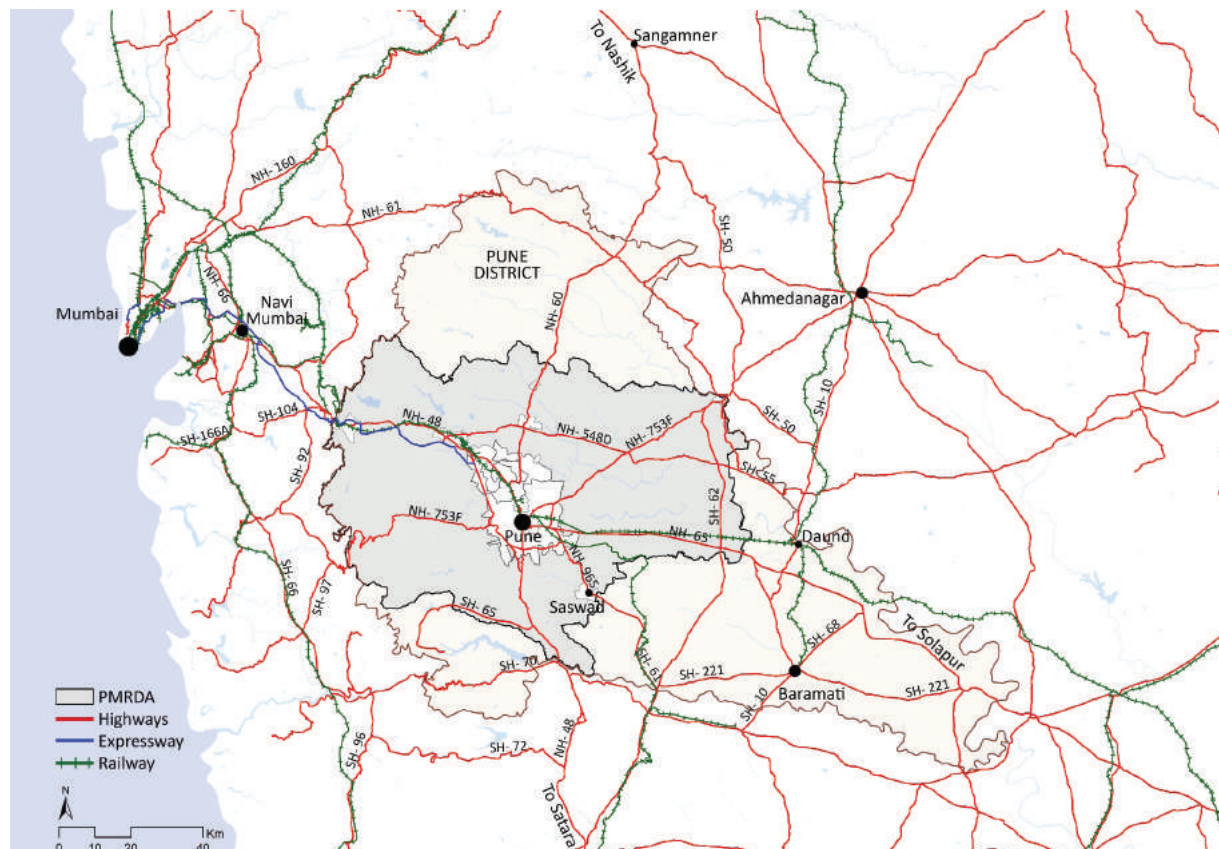 To Nashik
Sangamner
NH- 160
NH- 61
SH- 50
PUNE
DISTRICT
NH- 66
Navi
Mumbai
Mumbai
Ahmedanagar
NH- 60
SH- 10
SH-104
NH- 48
NH- 548D
NH- 753F
SH- 50
SH-166A
SH- 92
SH- 55
SH- 62
NH- 753F
Pune
NH- 65
Daund
NH- 965
SH- 66
SH- 97
Saswad
SH- 65
SH- 68
To Solapur
SH- 70
SH- 61
SH- 221
Baramati
SH- 221
SH- 10
PMRDA
Highways
Expressway
Railway
SH- 96
SH- 72
NH- 48
To Satara
N
Km
0 10 20 40